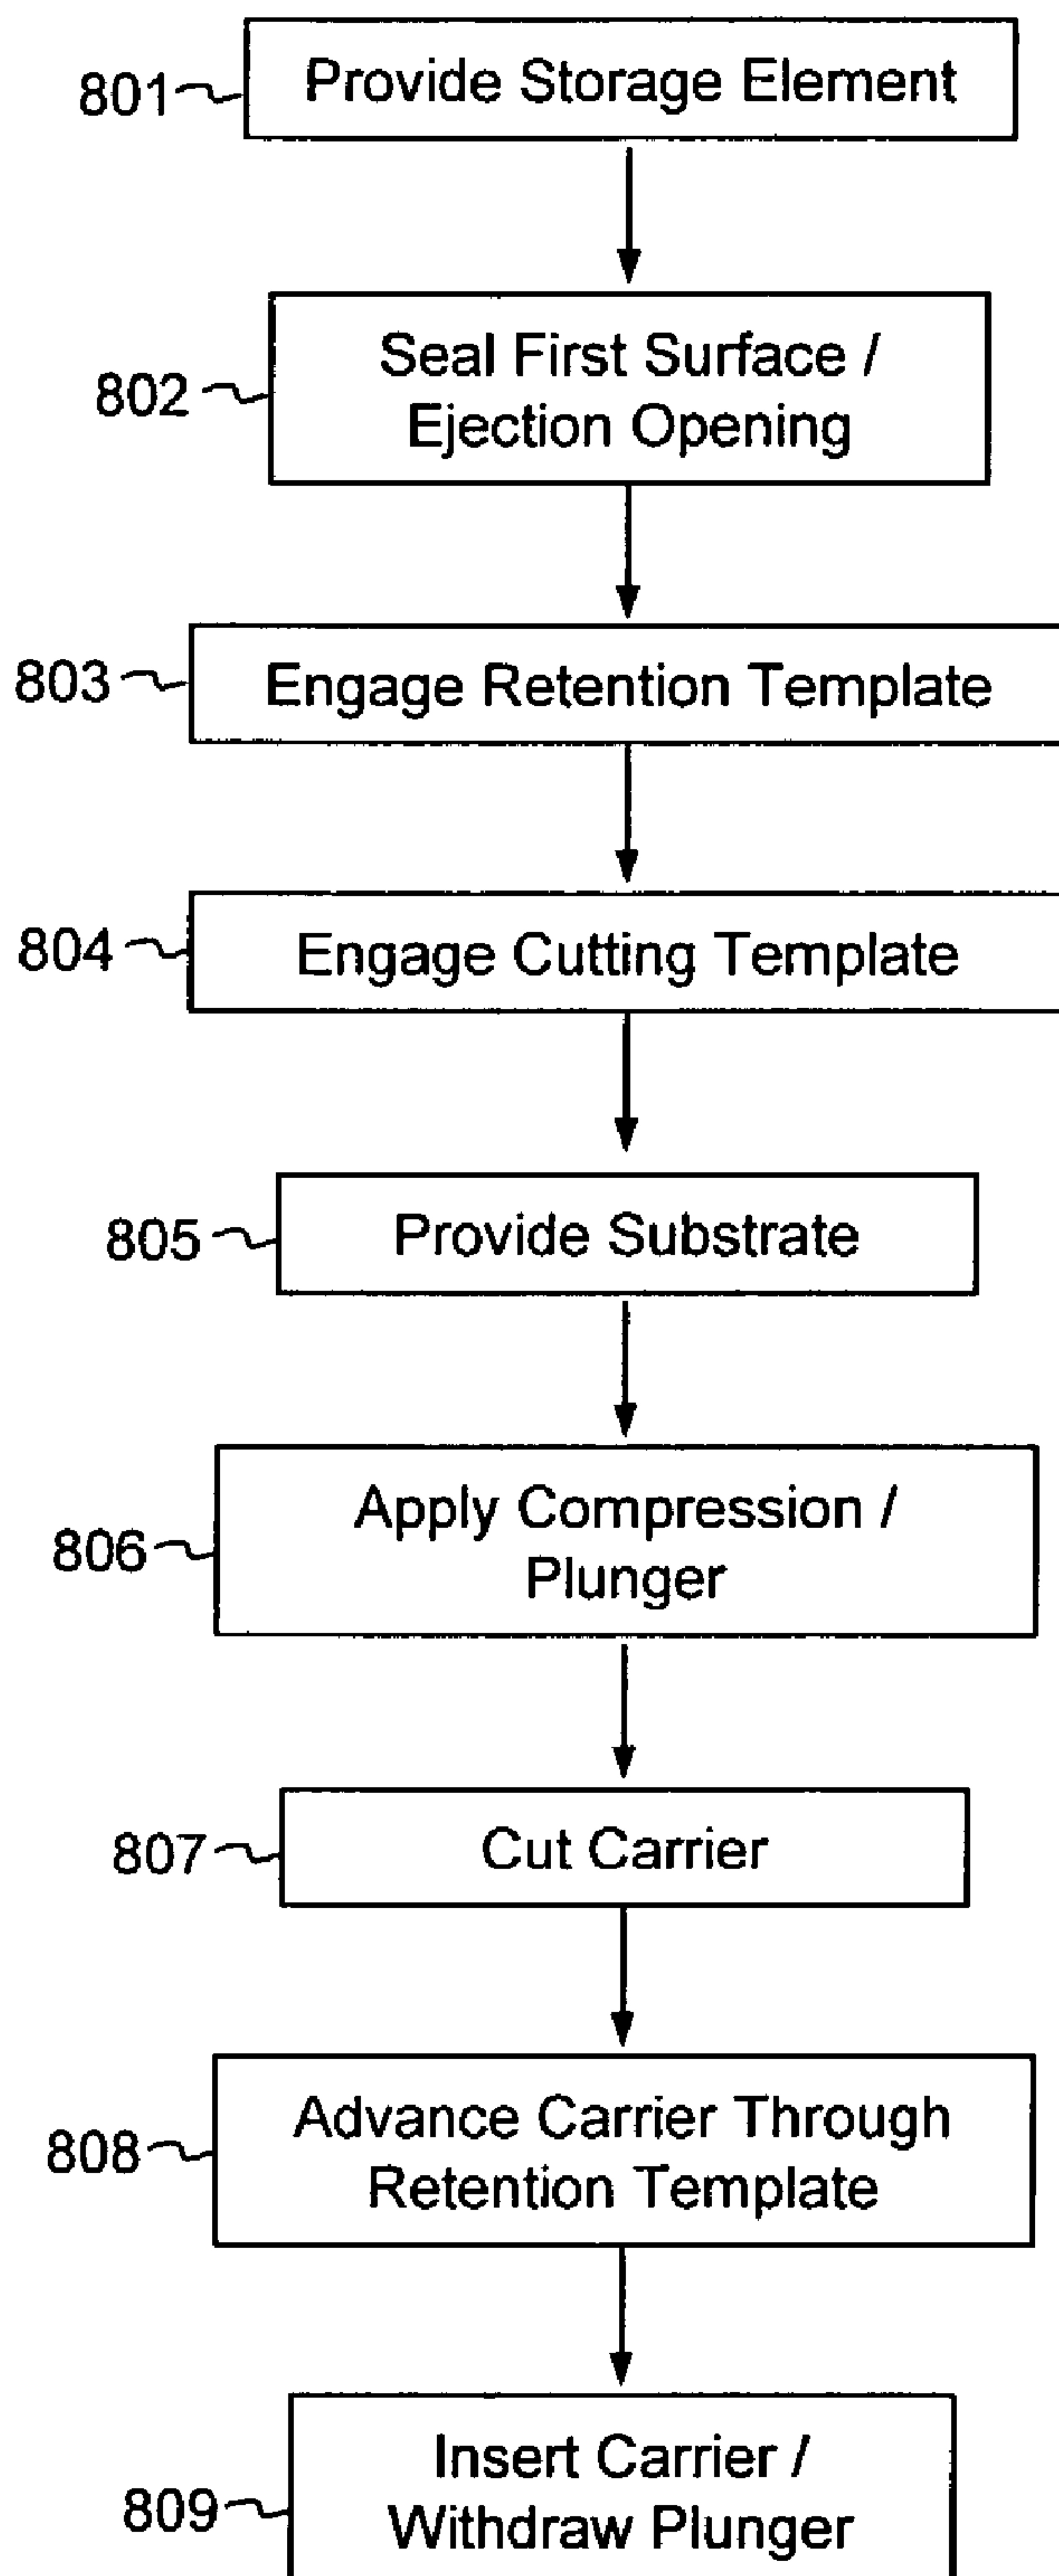 801 Provide Storage Element
802 Seal First Surface /
Ejection Opening
803 Engage Retention Template
804 Engage Cutting Template
805 Provide Substrate
806 Apply Compression /
Plunger
807 Cut Carrier
808 Advance Carrier Through
Retention Template
809 Insert Carrier /
Withdraw Plunger